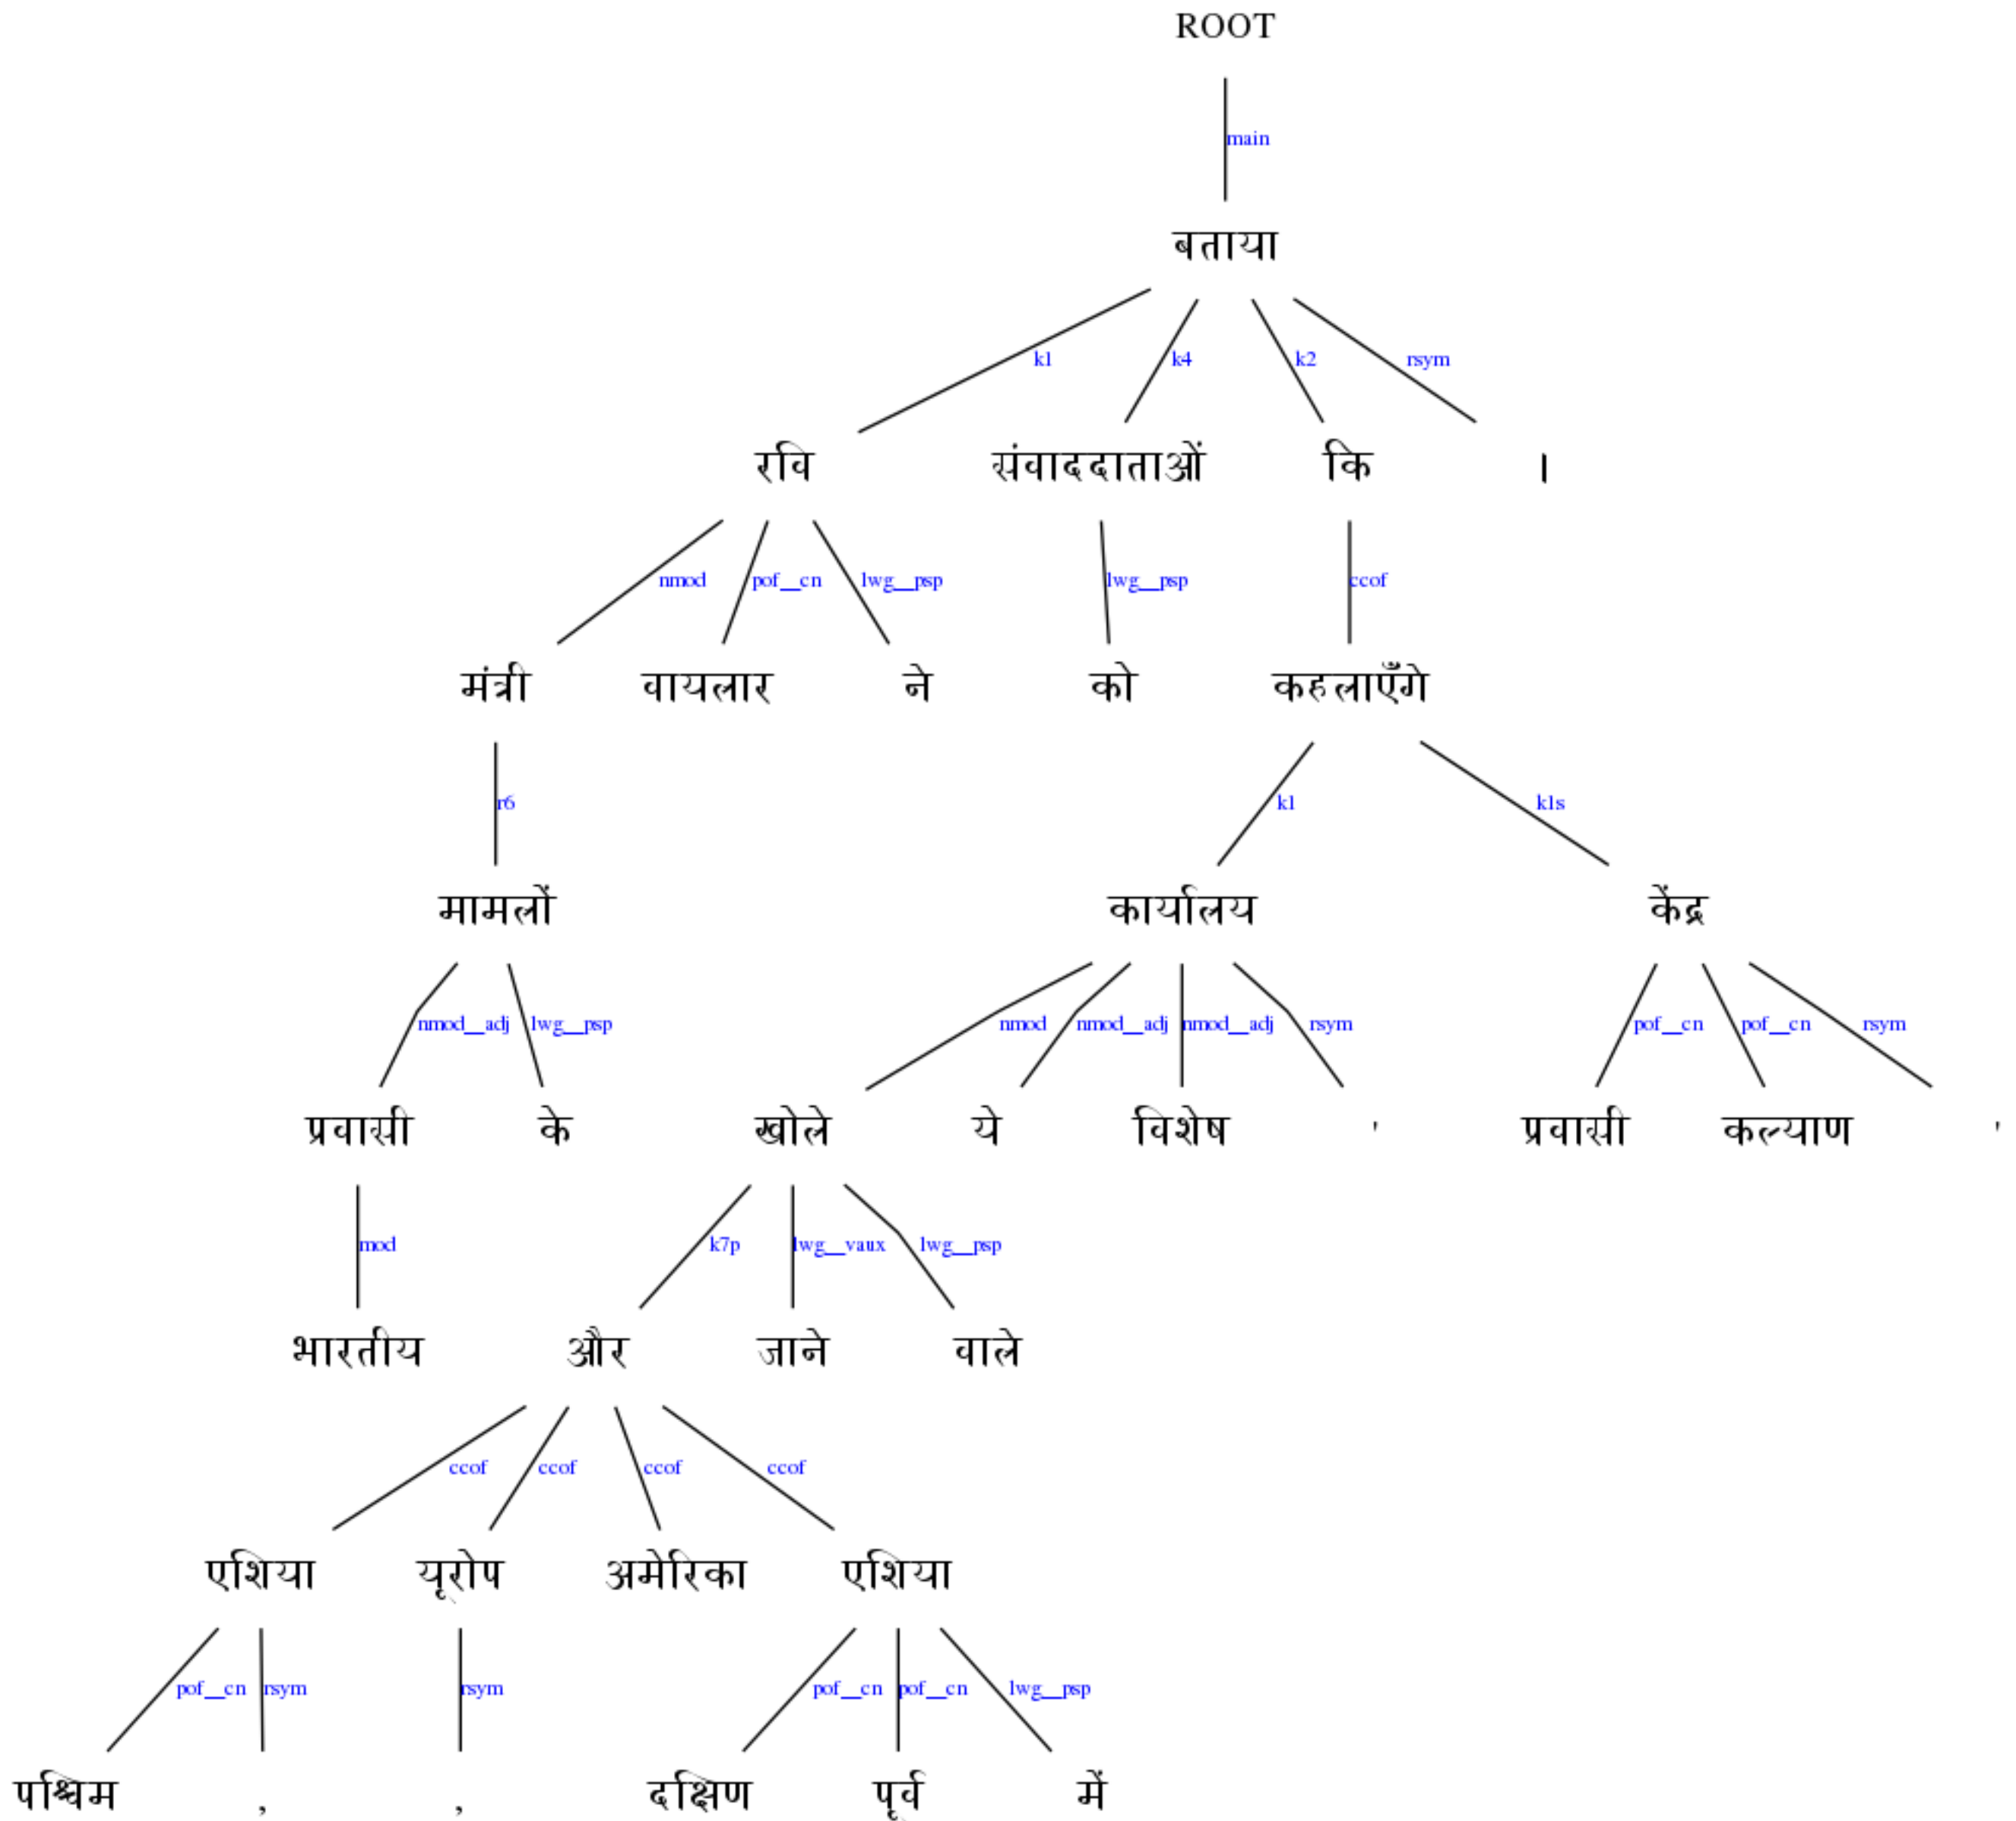 ROOT
main
बताया
k1 k4 k2 rsym
रवि संवाददाताओं कि ।
nmod pof__cn lwg__psp lwg__psp ccof
मंत्री वायलार ने को कहलाएँगे
r6 k1 k1s
मामलों कार्यालय केंद्र
nmod__adj lwg__psp nmod nmod__adj nmod__adj rsym pof__cn pof__cn rsym
प्रवासी के खोले ये विशेष ' प्रवासी कल्याण '
mod k7p lwg__vaux lwg__psp
भारतीय और जाने वाले
ccof ccof ccof ccof
एशिया यूरोप अमेरिका एशिया
pof__cn rsym rsym pof__cn pof__cn lwg__psp
पश्चिम , , दक्षिण पूर्व में